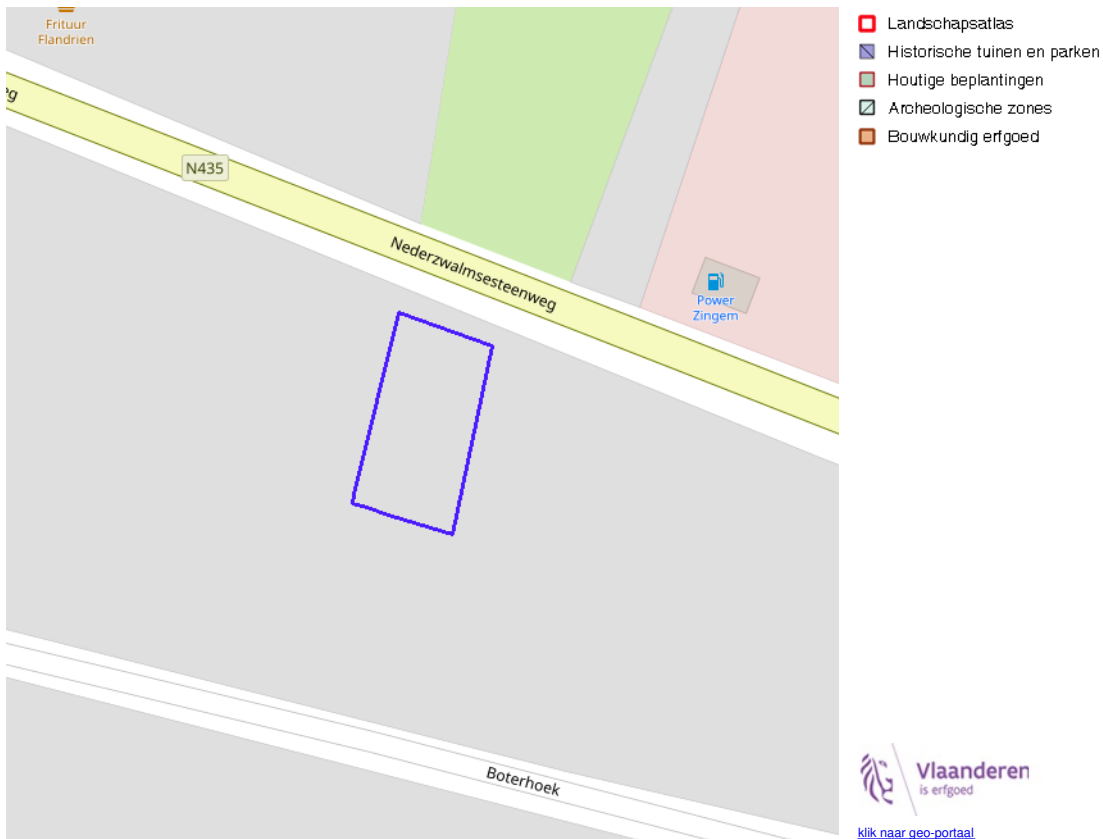 Frituur
Flandrien
eg
N435
Nederzwalmsesteenweg
Power
Zingem
Boterhoek
Landschapsatlas
Historische tuinen en parken
Houtige beplantingen
Archeologische zones
Bouwkundig erfgoed
Vlaanderen
is erfgoed
klik naar geo-portaal